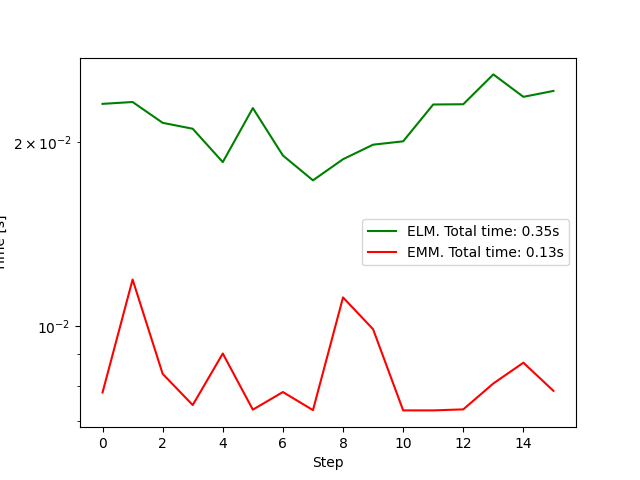 2 × 10⁻²
10⁻²
Time [s]
ELM. Total time: 0.35s
EMM. Total time: 0.13s
0 2 4 6 8 10 12 14
Step